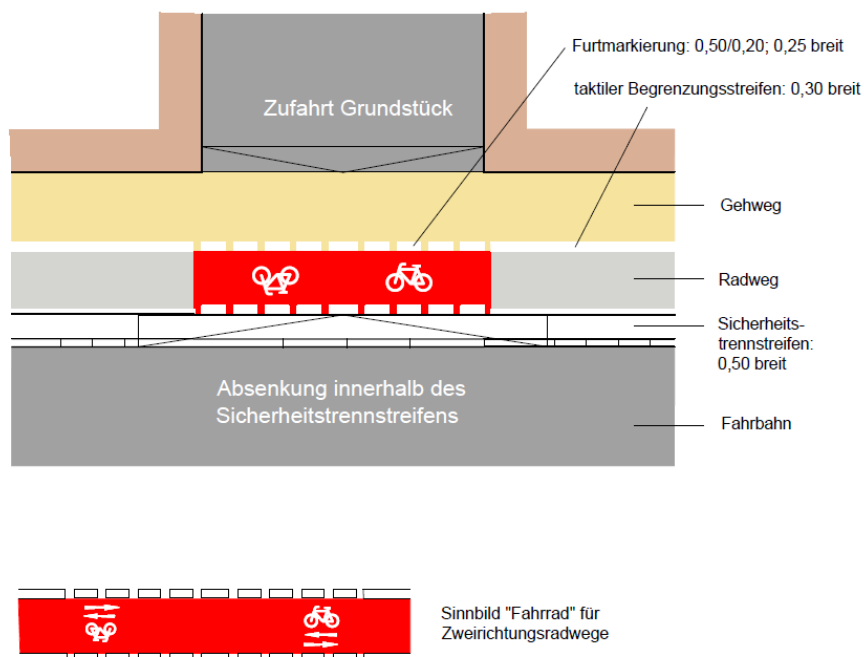 Furtmarkierung: 0,50/0,20; 0,25 breit
taktiler Begrenzungsstreifen: 0,30 breit
Zufahrt Grundstück
Gehweg
Radweg
Sicherheits-
trennstreifen:
0,50 breit
Absenkung innerhalb des
Sicherheitstrennstreifens
Fahrbahn
Sinnbild "Fahrrad" für
Zweirichtungsradwege